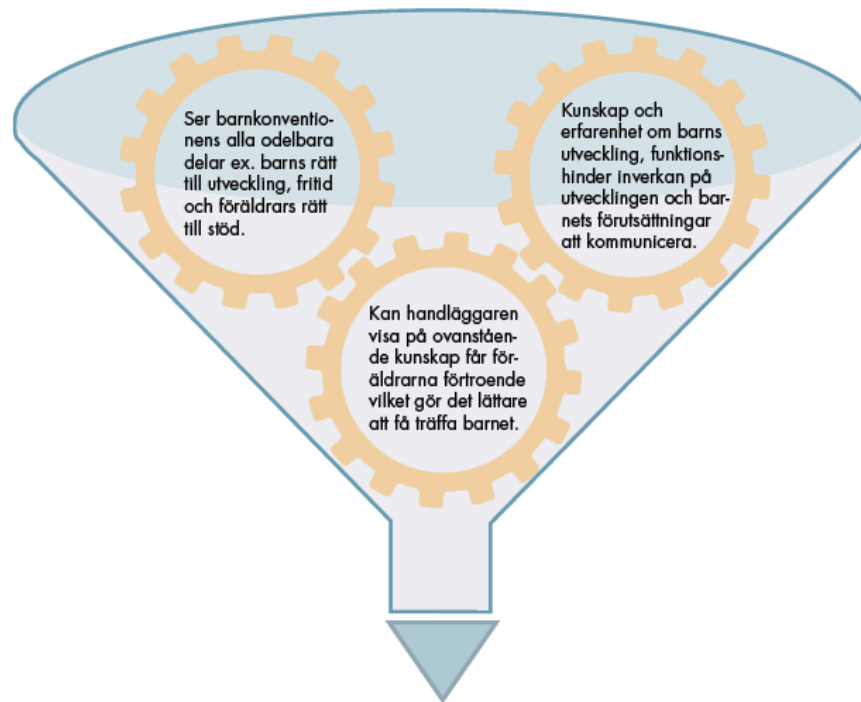 Ser barnkonventio-
nens alla odelbara
delar ex. barns rätt
till utveckling, fritid
och föräldrars rätt
till stöd.
Kunskap och
erfarenhet om barns
utveckling, funktions-
hinder inverkan på
utvecklingen och bar-
nets förutsättningar
att kommunicera.
Kan handläggaren
visa på ovanståen-
de kunskap får för-
äldrarna förtroende
vilket gör det lättare
att få träffa barnet.